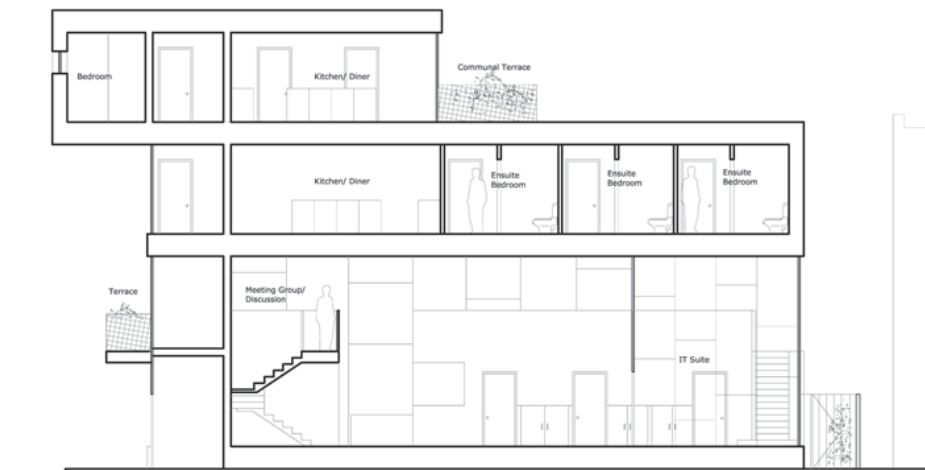 Bedroom
Kitchen/ Diner
Communal Terrace
Kitchen/ Diner
Ensuite
Bedroom
Ensuite
Bedroom
Ensuite
Bedroom
Terrace
Meeting Group/
Discussion
IT Suite